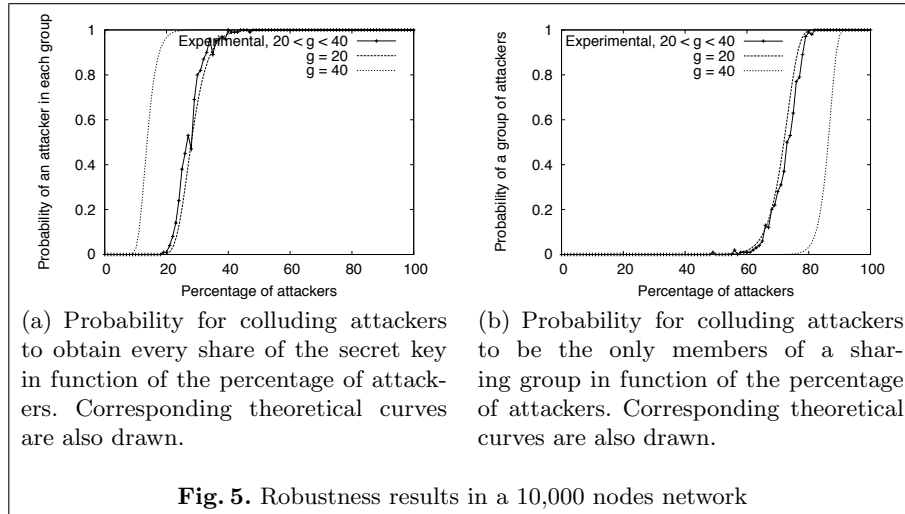 Probability of an attacker in each group
1
0.8
0.6
0.4
0.2
0
0 20 40 60 80 100
Percentage of attackers
Experimental, 20 < g < 40
g = 20
g = 40
(a) Probability for colluding attackers
to obtain every share of the secret key
in function of the percentage of attack-
ers. Corresponding theoretical curves
are also drawn.
Probability of a group of attackers
1
0.8
0.6
0.4
0.2
0
0 20 40 60 80 100
Percentage of attackers
Experimental, 20 < g < 40
g = 20
g = 40
(b) Probability for colluding attackers
to be the only members of a shar-
ing group in function of the percentage
of attackers. Corresponding theoretical
curves are also drawn.
Fig. 5. Robustness results in a 10,000 nodes network